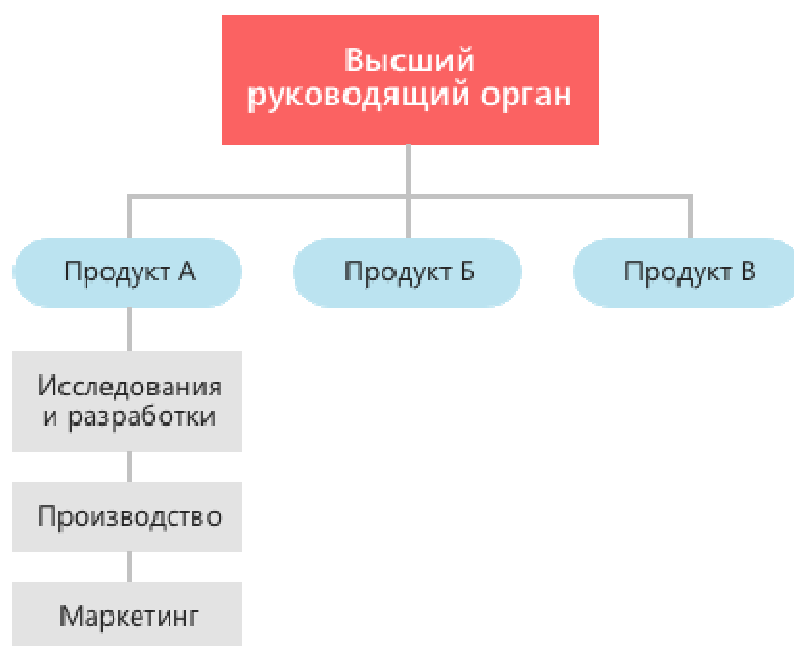 Высший
руководящий орган
Продукт А
Продукт Б
Продукт В
Исследования
и разработки
Производство
Маркетинг